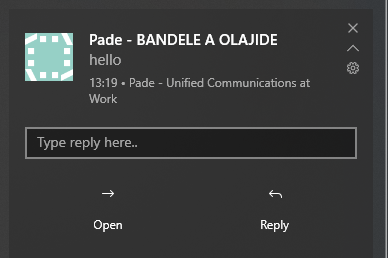 Pade - BANDELE A OLAJIDE
hello
13:19 • Pade - Unified Communications at
Work
Type reply here..
Open
Reply